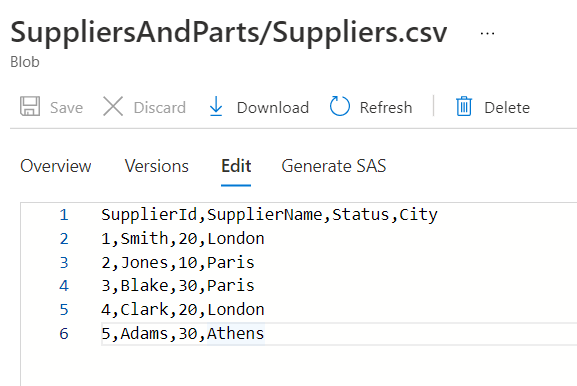 SuppliersAndParts/Suppliers.csv ...
Blob
Save Discard Download Refresh Delete
Overview Versions Edit Generate SAS
1 SupplierId,SupplierName,Status,City
2 1,Smith,20,London
3 2,Jones,10,Paris
4 3,Blake,30,Paris
5 4,Clark,20,London
6 5,Adams,30,Athens